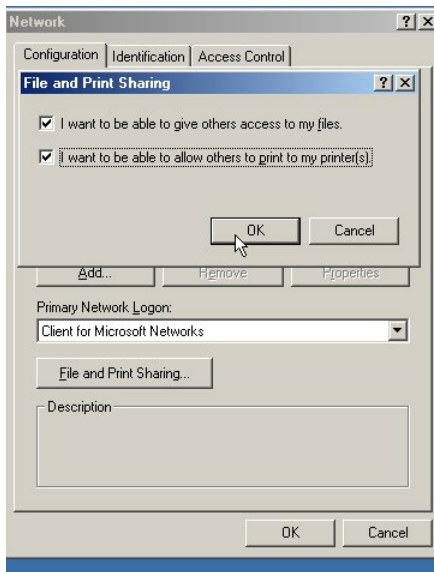 Network
Configuration Identification Access Control
File and Print Sharing
I want to be able to give others access to my files.
I want to be able to allow others to print to my printer(s).
OK Cancel
Add... Remove Properties
Primary Network Logon:
Client for Microsoft Networks
File and Print Sharing...
Description
OK Cancel